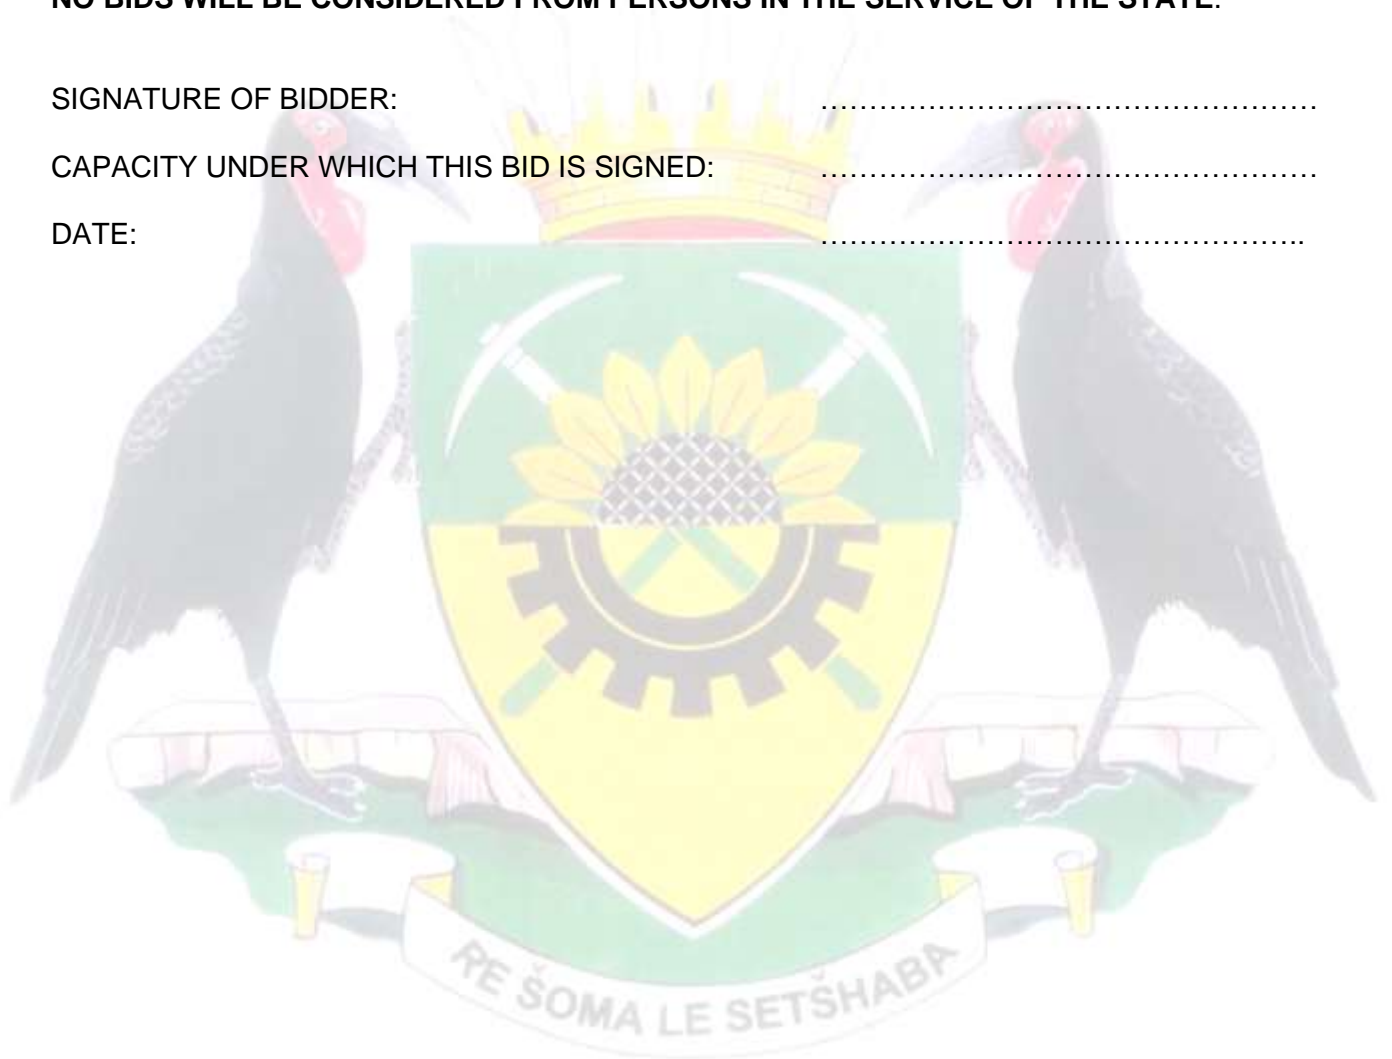 NO BIDS WILL BE CONSIDERED FROM PERSONS IN THE SERVICE OF THE STATE.
SIGNATURE OF BIDDER: ……………………………………………
CAPACITY UNDER WHICH THIS BID IS SIGNED: ……………………………………………
DATE: …………………………………………..
RE ŠOMA LE SETŠHABA